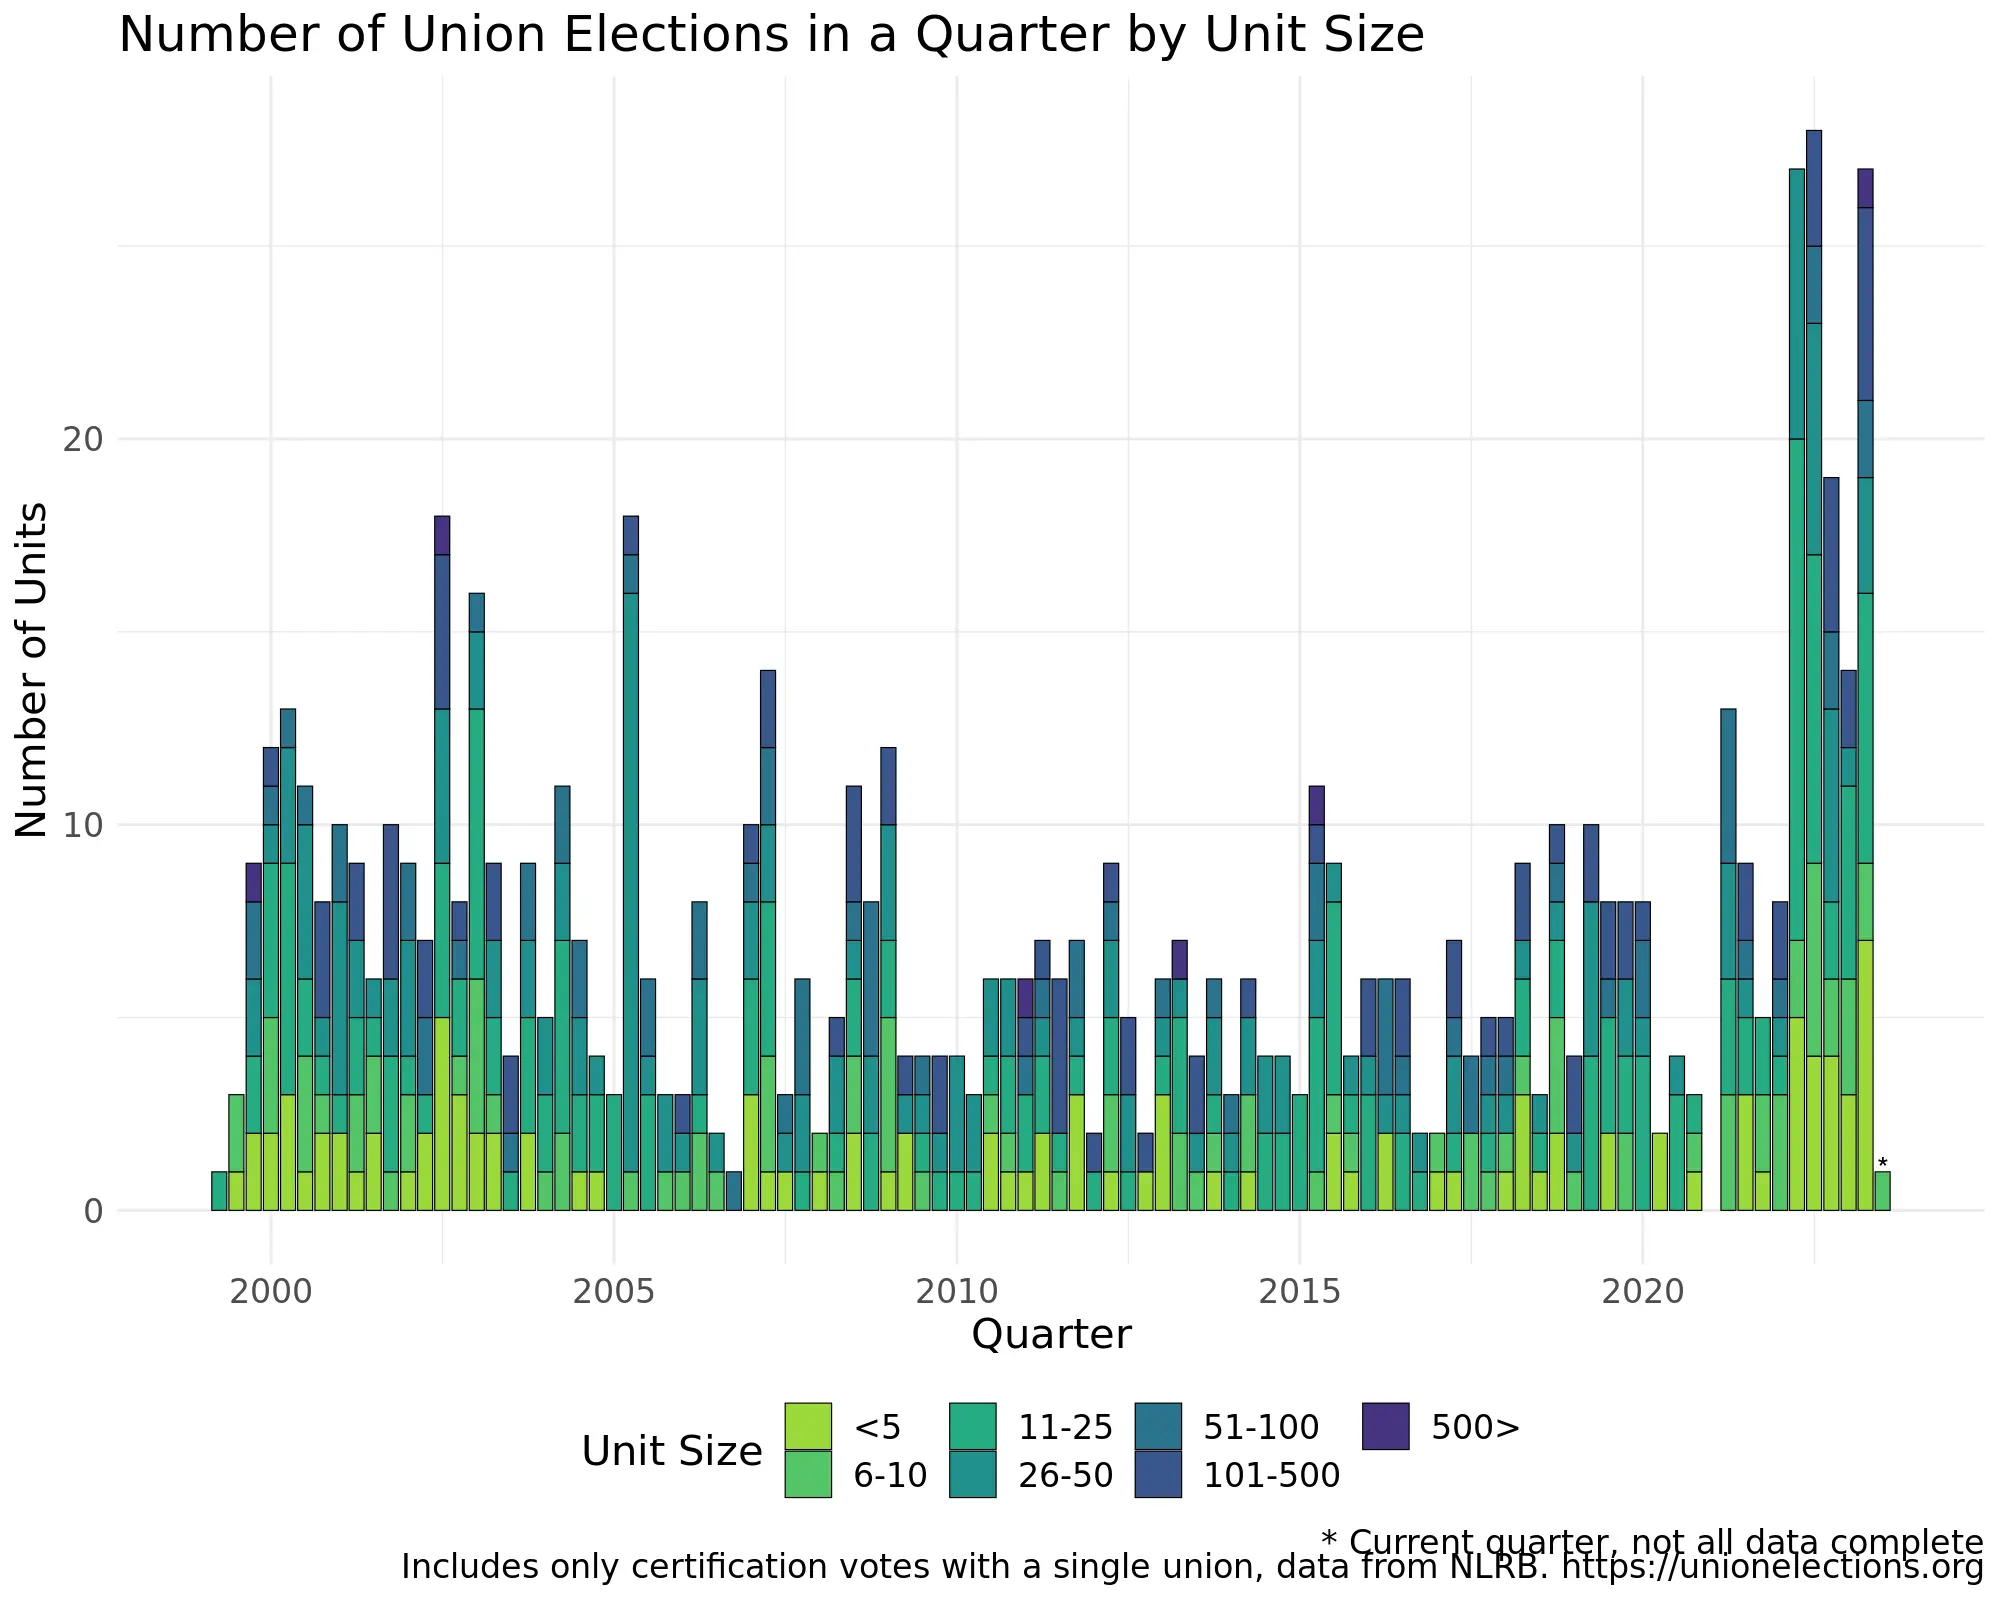 Number of Union Elections in a Quarter by Unit Size
Number of Units
20
10
0
*
2000 2005 2010 2015 2020
Quarter
Unit Size
<5 11-25 51-100 500>
6-10 26-50 101-500
* Current quarter, not all data complete
Includes only certification votes with a single union, data from NLRB. https://unionelections.org